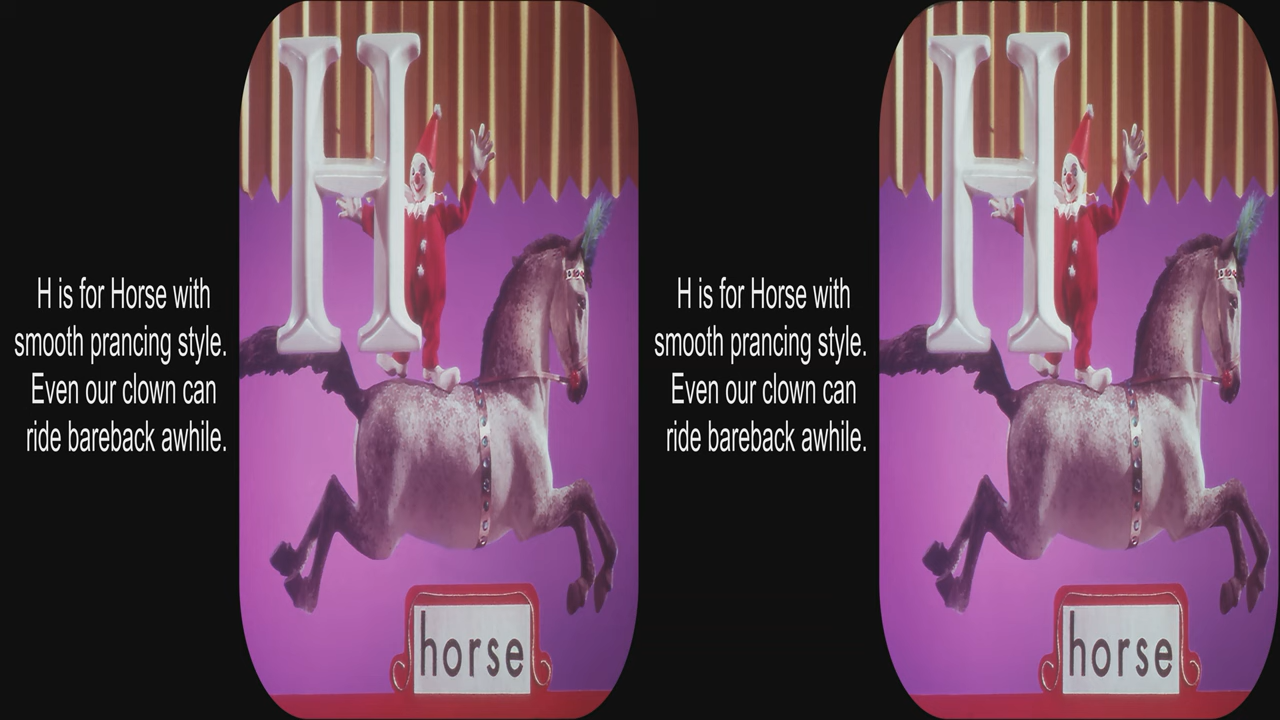 H is for Horse with
smooth prancing style.
Even our clown can
ride bareback awhile.
H
horse
H is for Horse with
smooth prancing style.
Even our clown can
ride bareback awhile.
H
horse